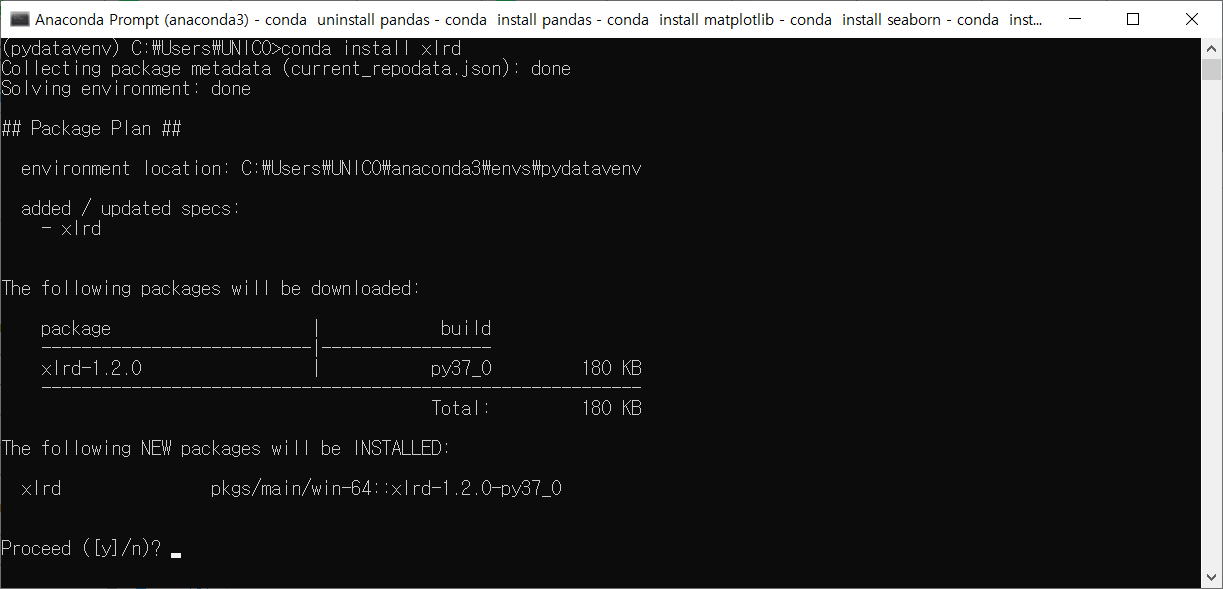 Anaconda Prompt (anaconda3) - conda  uninstall pandas - conda  install pandas - conda  install matplotlib - conda  install seaborn - conda  inst...
(pydatavenv) C:₩Users₩UNICO>conda install xlrd
Collecting package metadata (current_repodata.json): done
Solving environment: done
## Package Plan ##
environment location: C:₩Users₩UNICO₩anaconda3₩envs₩pydatavenv
added / updated specs:
- xlrd
The following packages will be downloaded:
package                    |            build
---------------------------|-----------------
xlrd-1.2.0                 |           py37_0         180 KB
------------------------------------------------------------
Total:         180 KB
The following NEW packages will be INSTALLED:
xlrd               pkgs/main/win-64::xlrd-1.2.0-py37_0
Proceed ([y]/n)?